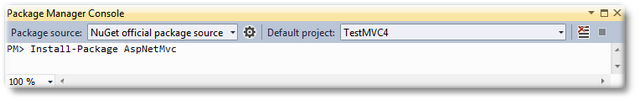 Package Manager Console
Package source: NuGet official package source Default project: TestMVC4
PM> Install-Package AspNetMvc
100 %